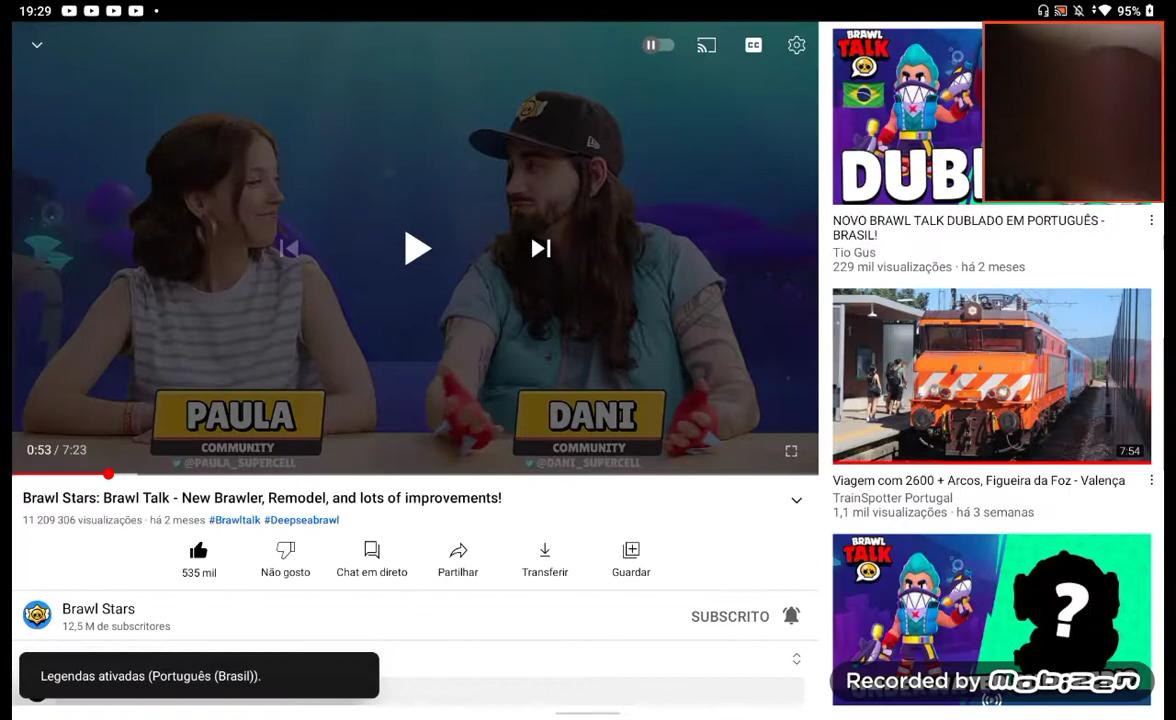 19:29
95%
CC
PAULA
COMMUNITY
@PAULA_SUPERCELL
DANI
COMMUNITY
@DANI_SUPERCELL
0:53 / 7:23
Brawl Stars: Brawl Talk - New Brawler, Remodel, and lots of improvements!
11 209 306 visualizações · há 2 meses #Brawltalk #Deepseabrawl
535 mil
Não gosto
Chat em direto
Partilhar
Transferir
Guardar
Brawl Stars
12,5 M de subscritores
SUBSCRITO
Legendas ativadas (Português (Brasil)).
BRAWL
TALK
DUBL
NOVO BRAWL TALK DUBLADO EM PORTUGUÊS -
BRASIL!
Tio Gus
229 mil visualizações · há 2 meses
7:54
Viagem com 2600 + Arcos, Figueira da Foz - Valença
TrainSpotter Portugal
1,1 mil visualizações · há 3 semanas
BRAWL
TALK
?
Recorded by Mobizen